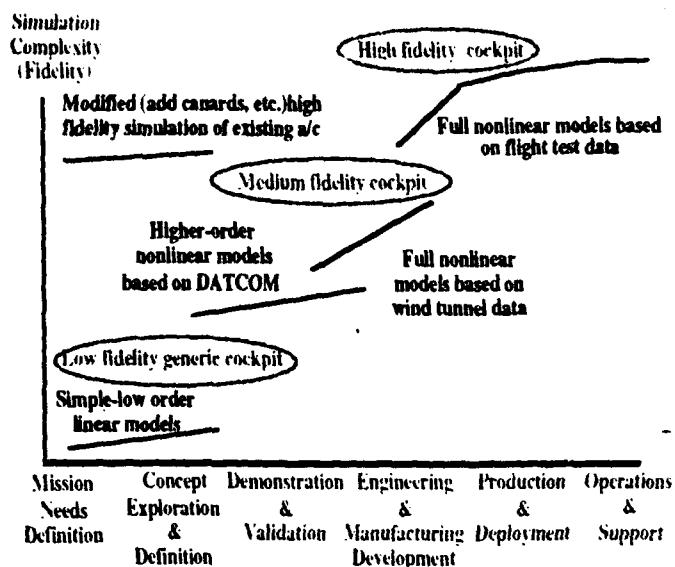 Simulation
Complexity
(Fidelity)
High fidelity cockpit
Modified (add canards, etc.)high
fidelity simulation of existing a/c
Full nonlinear models based
on flight test data
Medium fidelity cockpit
Higher-order
nonlinear models
based on DATCOM
Full nonlinear
models based on
wind tunnel data
Low fidelity generic cockpit
Simple-low order
linear models
Mission
Needs
Definition
Concept
Exploration
&
Definition
Demonstration
&
Validation
Engineering
&
Manufacturing
Development
Production
&
Deployment
Operations
&
Support